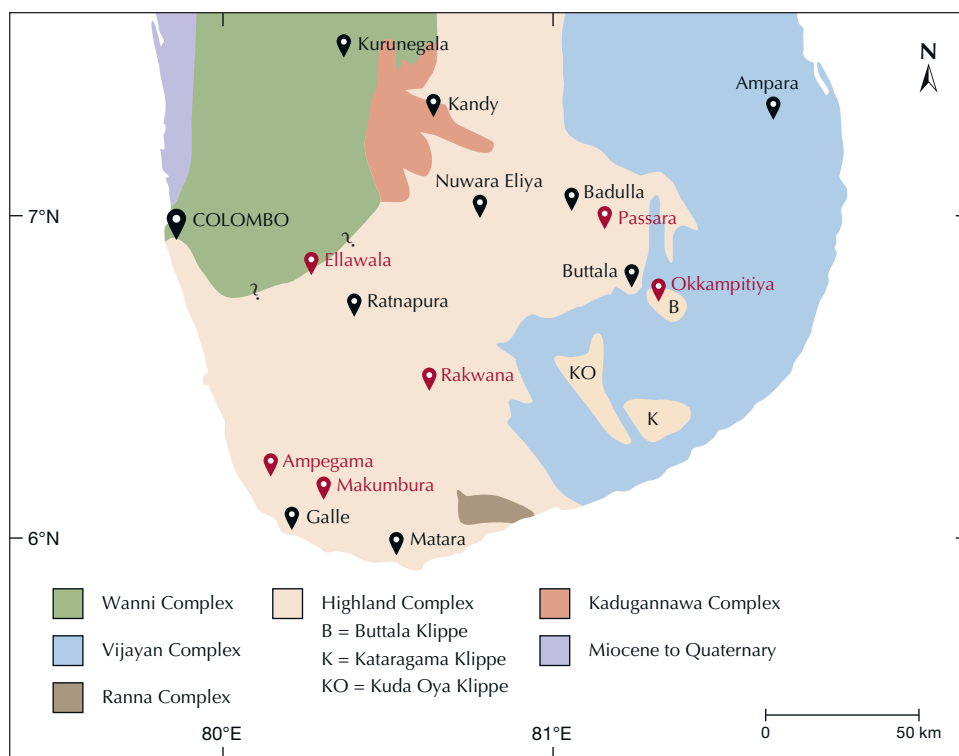 Kurunegala
N
Ampara
Kandy
Nuwara Eliya
Badulla
7°N
COLOMBO
Passara
?
Ellawala
Buttala
Okkampitiya
?
Ratnapura
B
KO
Rakwana
K
Ampegama
Makumbura
Galle
Matara
6°N
Wanni Complex
Vijayan Complex
Ranna Complex
Highland Complex
B = Buttala Klippe
K = Kataragama Klippe
KO = Kuda Oya Klippe
Kadugannawa Complex
Miocene to Quaternary
80°E
81°E
0
50 km